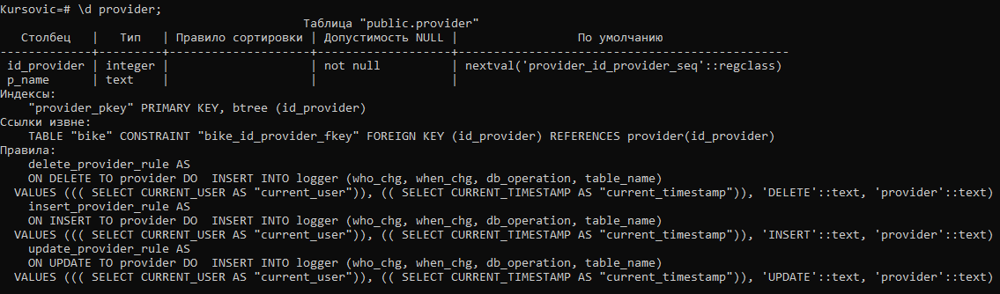 Kursovic=# \d provider;
Таблица "public.provider"
Столбец | Тип | Правило сортировки | Допустимость NULL | По умолчанию
-------------+---------+--------------------+-------------------+-----------------------------------------------
id_provider | integer | | not null | nextval('provider_id_provider_seq'::regclass)
p_name | text | | |
Индексы:
"provider_pkey" PRIMARY KEY, btree (id_provider)
Ссылки извне:
TABLE "bike" CONSTRAINT "bike_id_provider_fkey" FOREIGN KEY (id_provider) REFERENCES provider(id_provider)
Правила:
delete_provider_rule AS
ON DELETE TO provider DO  INSERT INTO logger (who_chg, when_chg, db_operation, table_name)
VALUES ((( SELECT CURRENT_USER AS "current_user")), (( SELECT CURRENT_TIMESTAMP AS "current_timestamp")), 'DELETE'::text, 'provider'::text)
insert_provider_rule AS
ON INSERT TO provider DO  INSERT INTO logger (who_chg, when_chg, db_operation, table_name)
VALUES ((( SELECT CURRENT_USER AS "current_user")), (( SELECT CURRENT_TIMESTAMP AS "current_timestamp")), 'INSERT'::text, 'provider'::text)
update_provider_rule AS
ON UPDATE TO provider DO  INSERT INTO logger (who_chg, when_chg, db_operation, table_name)
VALUES ((( SELECT CURRENT_USER AS "current_user")), (( SELECT CURRENT_TIMESTAMP AS "current_timestamp")), 'UPDATE'::text, 'provider'::text)